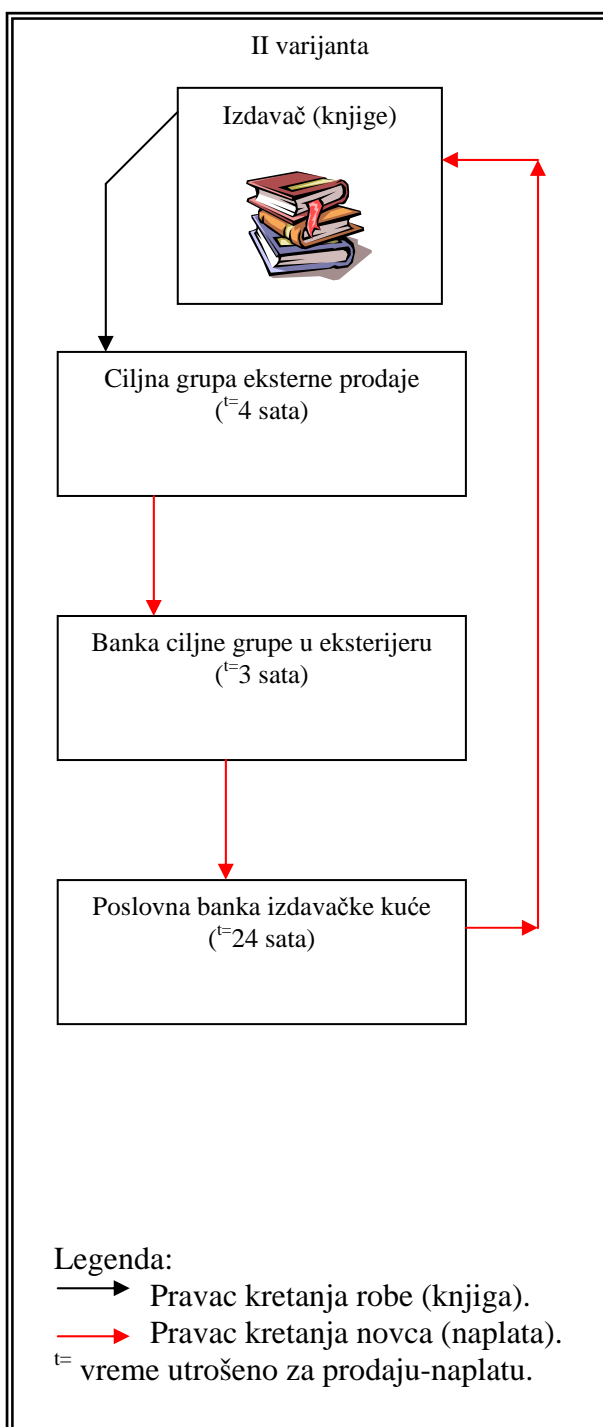 II varijanta
Izdavač (knjige)
Ciljna grupa eksterne prodaje
(t=4 sata)
Banka ciljne grupe u eksterijeru
(t=3 sata)
Poslovna banka izdavačke kuće
(t=24 sata)
Legenda:
Pravac kretanja robe (knjiga).
Pravac kretanja novca (naplata).
t= vreme utrošeno za prodaju-naplatu.